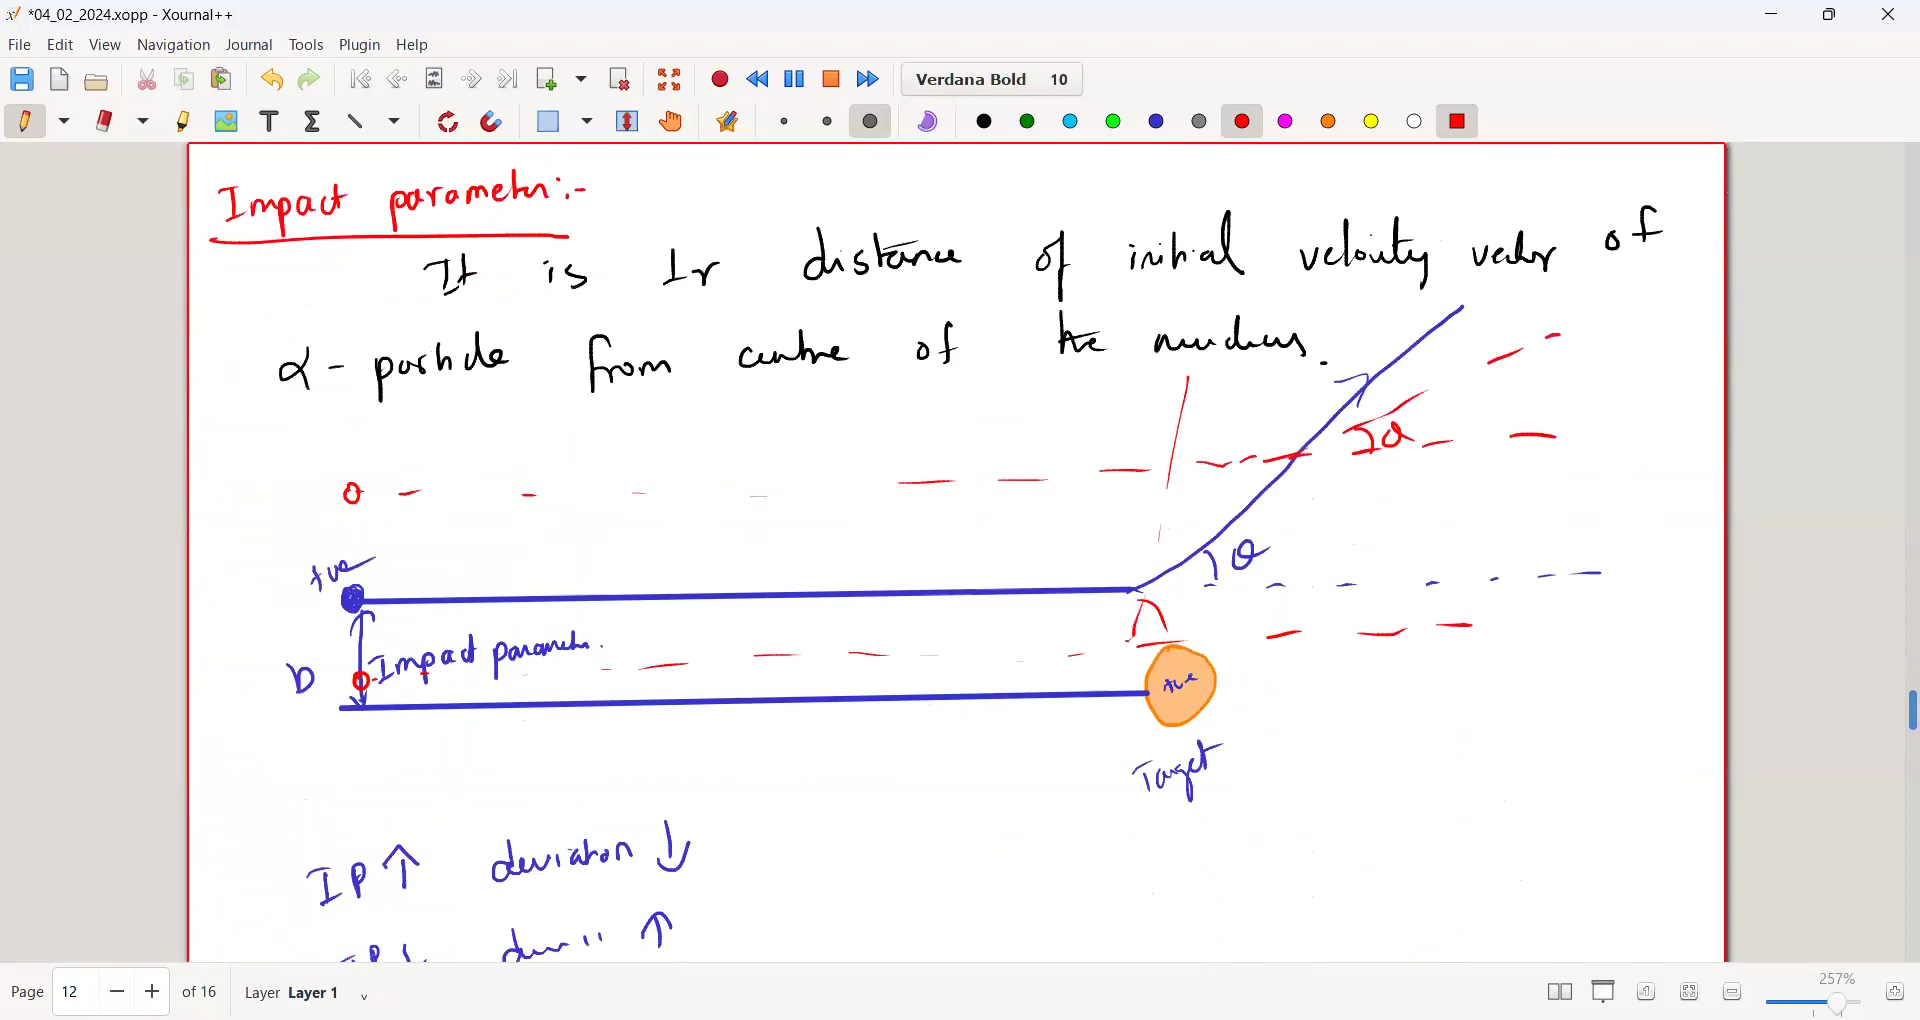 *04_02_2024.xopp - Xournal++
File Edit View Navigation Journal Tools Plugin Help
Verdana Bold 10
Impact parameter:-
It is ⊥r distance of initial velocity vector of
α - particle from centre of the nucleus.
θ
+ve
θ
b Impact parameter.
+ve
Target
IP ↑ deviation ↓
IP ↓ ↑
Page 12 of 16 Layer Layer 1 257%